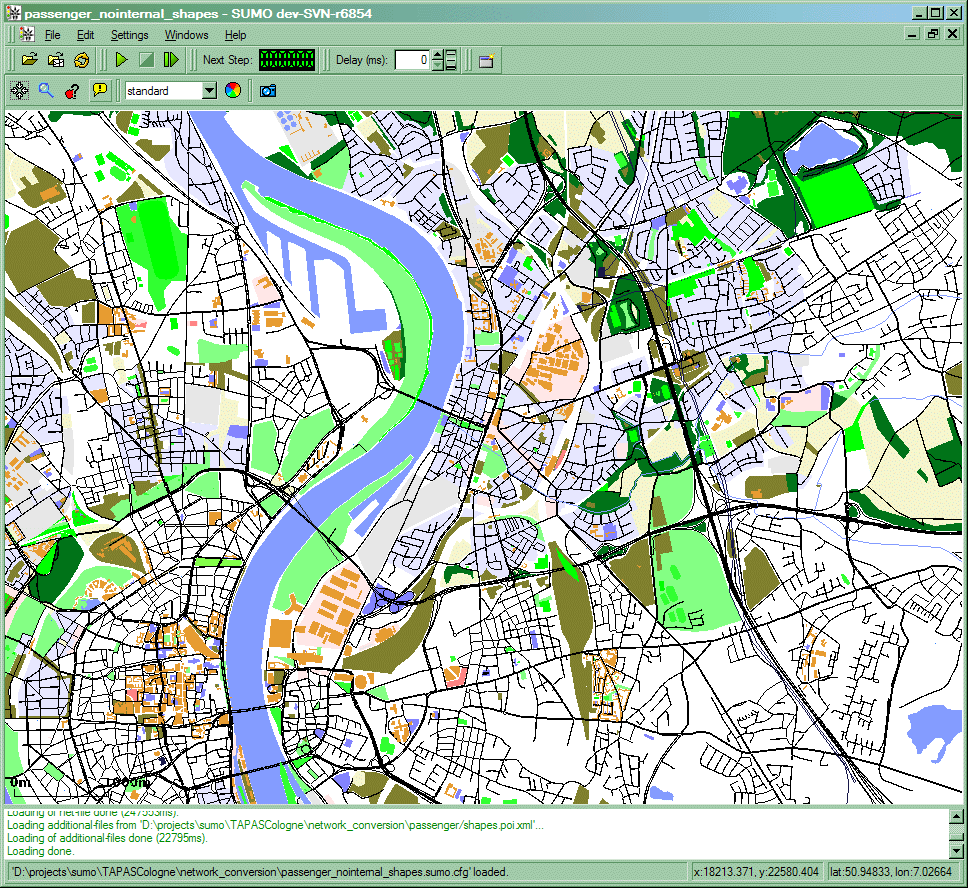 passenger_nointernal_shapes - SUMO dev-SVN-r6854
File Edit Settings Windows Help
Next Step: Delay (ms): 0
standard
0m 1000m
Loading of net-file done (247553ms).
Loading additional-files from 'D:\projects\sumo\TAPASCologne\network_conversion\passenger/shapes.poi.xml'...
Loading of additional-files done (22795ms).
Loading done.
'D:\projects\sumo\TAPASCologne\network_conversion\passenger_nointernal_shapes.sumo.cfg' loaded. x:18213.371, y:22580.404 lat:50.94833, lon:7.02664